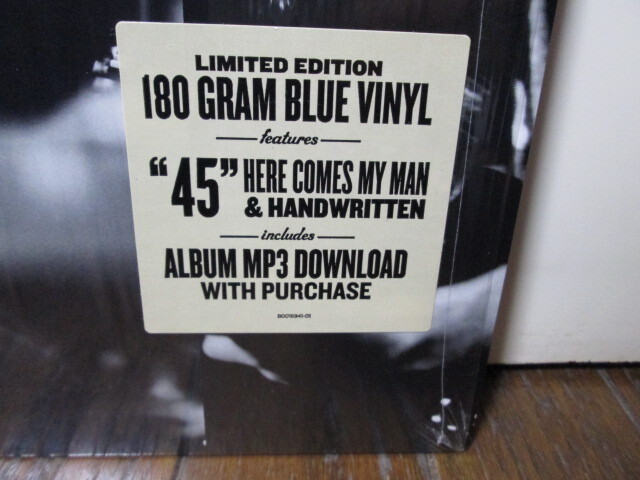 LIMITED EDITION
180 GRAM BLUE VINYL
features
“45” HERE COMES MY MAN
& HANDWRITTEN
includes
ALBUM MP3 DOWNLOAD
WITH PURCHASE